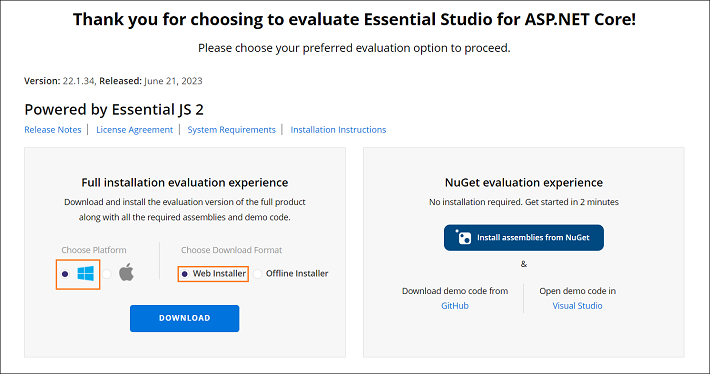 Thank you for choosing to evaluate Essential Studio for ASP.NET Core!
Please choose your preferred evaluation option to proceed.
Version: 22.1.34, Released: June 21, 2023
Powered by Essential JS 2
Release Notes | License Agreement | System Requirements | Installation Instructions
Full installation evaluation experience
Download and install the evaluation version of the full product
along with all the required assemblies and demo code.
Choose Platform
Choose Download Format
Web Installer
Offline Installer
DOWNLOAD
NuGet evaluation experience
No installation required. Get started in 2 minutes
Install assemblies from NuGet
&
Download demo code from
GitHub
Open demo code in
Visual Studio